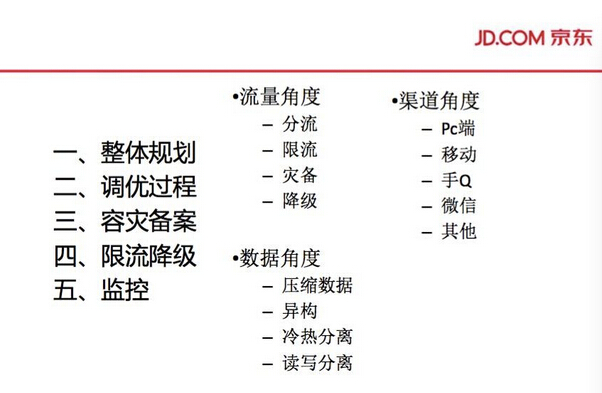 JD.COM 京东
一、整体规划
二、调优过程
三、容灾备案
四、限流降级
五、监控
•流量角度
– 分流
– 限流
– 灾备
– 降级
•数据角度
– 压缩数据
– 异构
– 冷热分离
– 读写分离
•渠道角度
– Pc端
– 移动
– 手Q
– 微信
– 其他